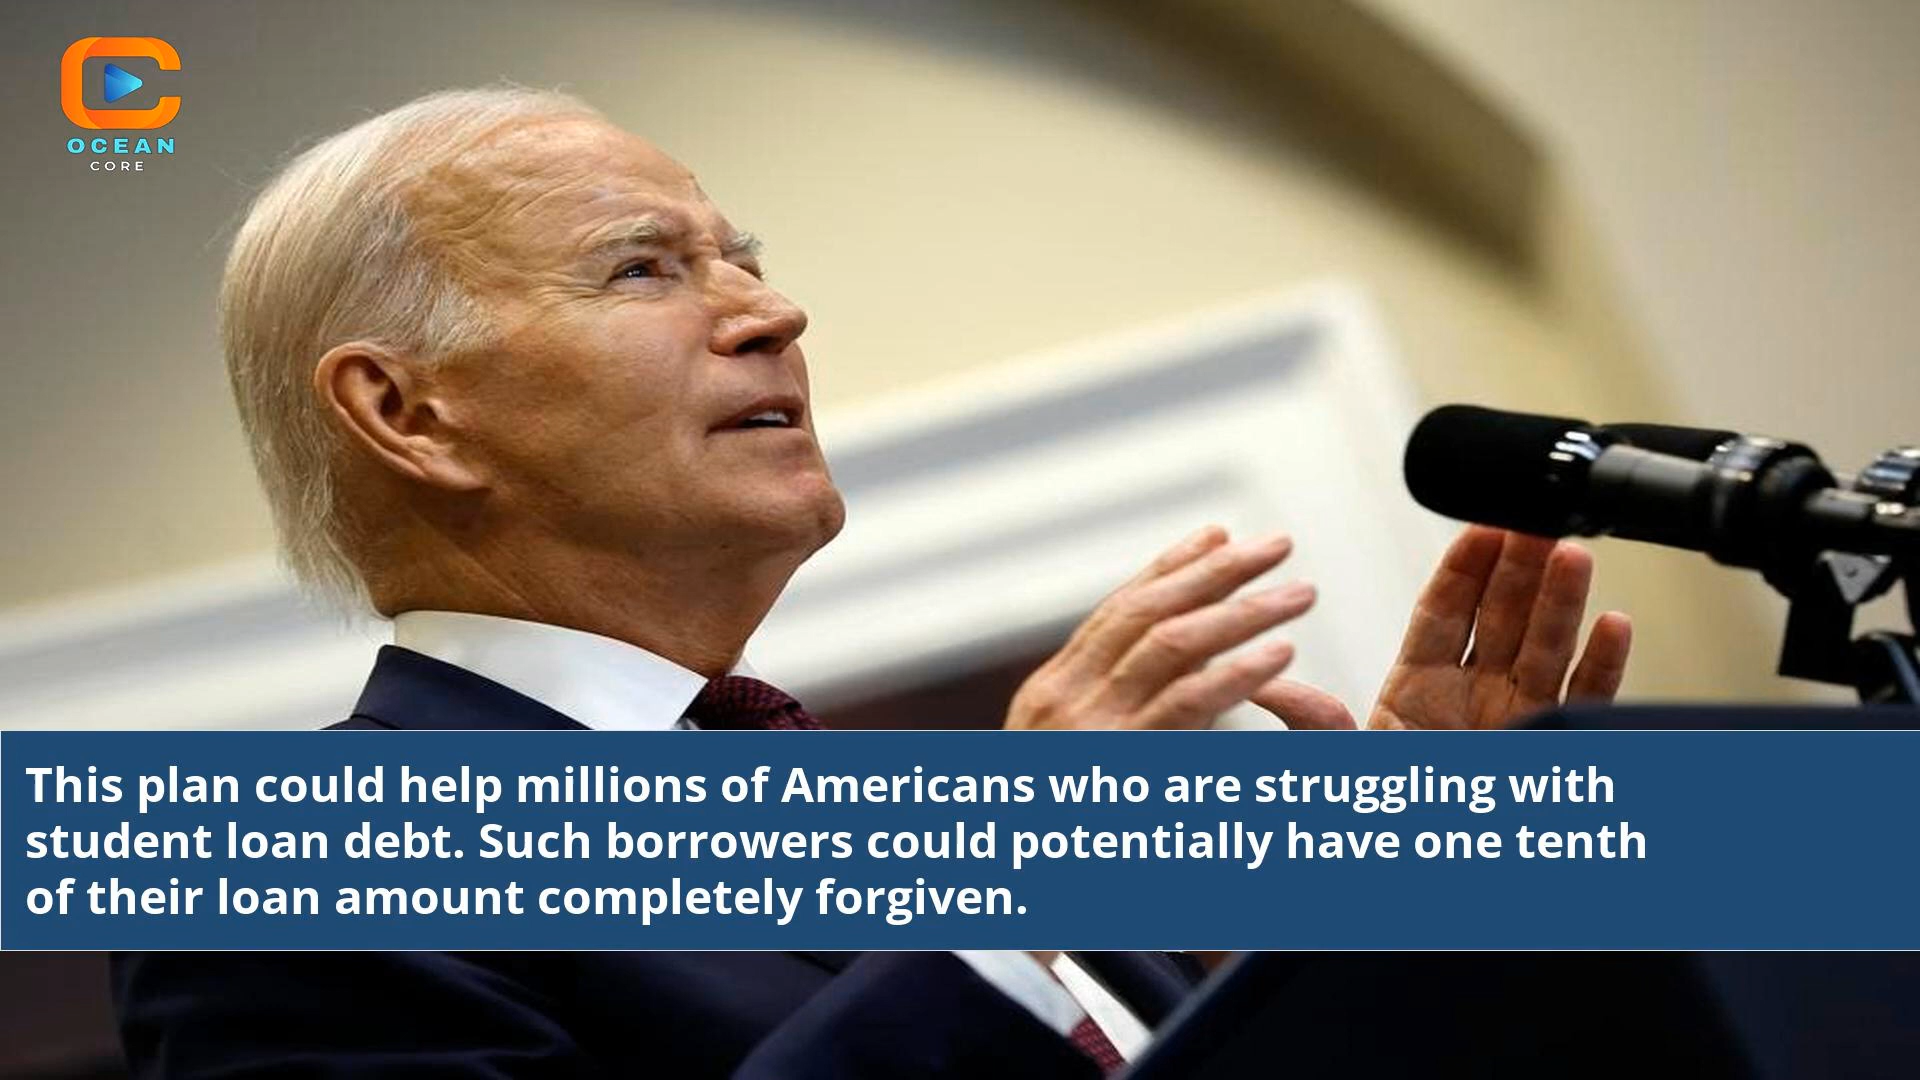 OCEAN
CORE
This plan could help millions of Americans who are struggling with
student loan debt. Such borrowers could potentially have one tenth
of their loan amount completely forgiven.